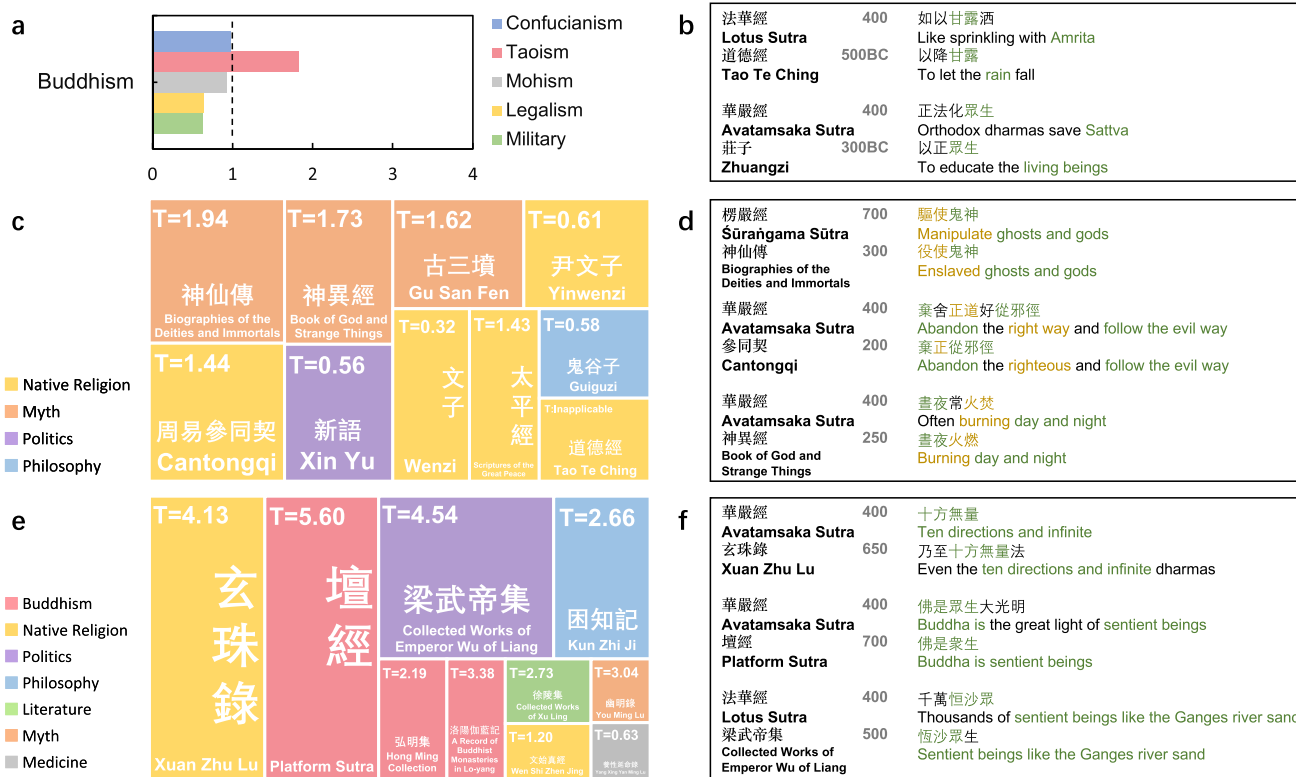 a
Buddhism
0
1
2
3
4
Confucianism
Taoism
Mohism
Legalism
Military
b
法華經 400 如以甘露洒
Lotus Sutra Like sprinkling with Amrita
道德經 500BC 以降甘露
Tao Te Ching To let the rain fall
華嚴經 400 正法化眾生
Avatamsaka Sutra Orthodox dharmas save Sattva
莊子 300BC 以正眾生
Zhuangzi To educate the living beings
c
Native Religion
Myth
Politics
Philosophy
T=1.94
神仙傳
Biographies of the
Deities and Immortals
T=1.73
神異經
Book of God and
Strange Things
T=1.62
古三墳
Gu San Fen
T=0.61
尹文子
Yinwenzi
T=1.44
周易參同契
Cantongqi
T=0.56
新語
Xin Yu
T=0.32
文子
Wenzi
T=1.43
太平經
Scriptures of the
Great Peace
T=0.58
鬼谷子
Guiguzi
T:Inapplicable
道德經
Tao Te Ching
d
楞嚴經 700 驅使鬼神
Śūraṅgama Sūtra Manipulate ghosts and gods
神仙傳 300 役使鬼神
Biographies of the Enslaved ghosts and gods
Deities and Immortals
華嚴經 400 棄舍正道好從邪徑
Avatamsaka Sutra Abandon the right way and follow the evil way
參同契 200 棄正從邪徑
Cantongqi Abandon the righteous and follow the evil way
華嚴經 400 晝夜常火焚
Avatamsaka Sutra Often burning day and night
神異經 250 晝夜火燃
Book of God and Burning day and night
Strange Things
e
Buddhism
Native Religion
Politics
Philosophy
Literature
Myth
Medicine
T=4.13
玄珠錄
Xuan Zhu Lu
T=5.60
壇經
Platform Sutra
T=4.54
梁武帝集
Collected Works of
Emperor Wu of Liang
T=2.66
困知記
Kun Zhi Ji
T=2.19
弘明集
Hong Ming
Collection
T=3.38
洛陽伽藍記
A Record of
Buddhist
Monasteries
in Lo-yang
T=2.73
徐陵集
Collected Works
of Xu Ling
T=3.04
幽明錄
You Ming Lu
T=1.20
文始真經
Wen Shi Zhen Jing
T=0.63
養性延命錄
Yang Xing Yan Ming Lu
f
華嚴經 400 十方無量
Avatamsaka Sutra Ten directions and infinite
玄珠錄 650 乃至十方無量法
Xuan Zhu Lu Even the ten directions and infinite dharmas
華嚴經 400 佛是眾生大光明
Avatamsaka Sutra Buddha is the great light of sentient beings
壇經 700 佛是衆生
Platform Sutra Buddha is sentient beings
法華經 400 千萬恒沙眾
Lotus Sutra Thousands of sentient beings like the Ganges river sand
梁武帝集 500 恆沙眾生
Collected Works of Sentient beings like the Ganges river sand
Emperor Wu of Liang